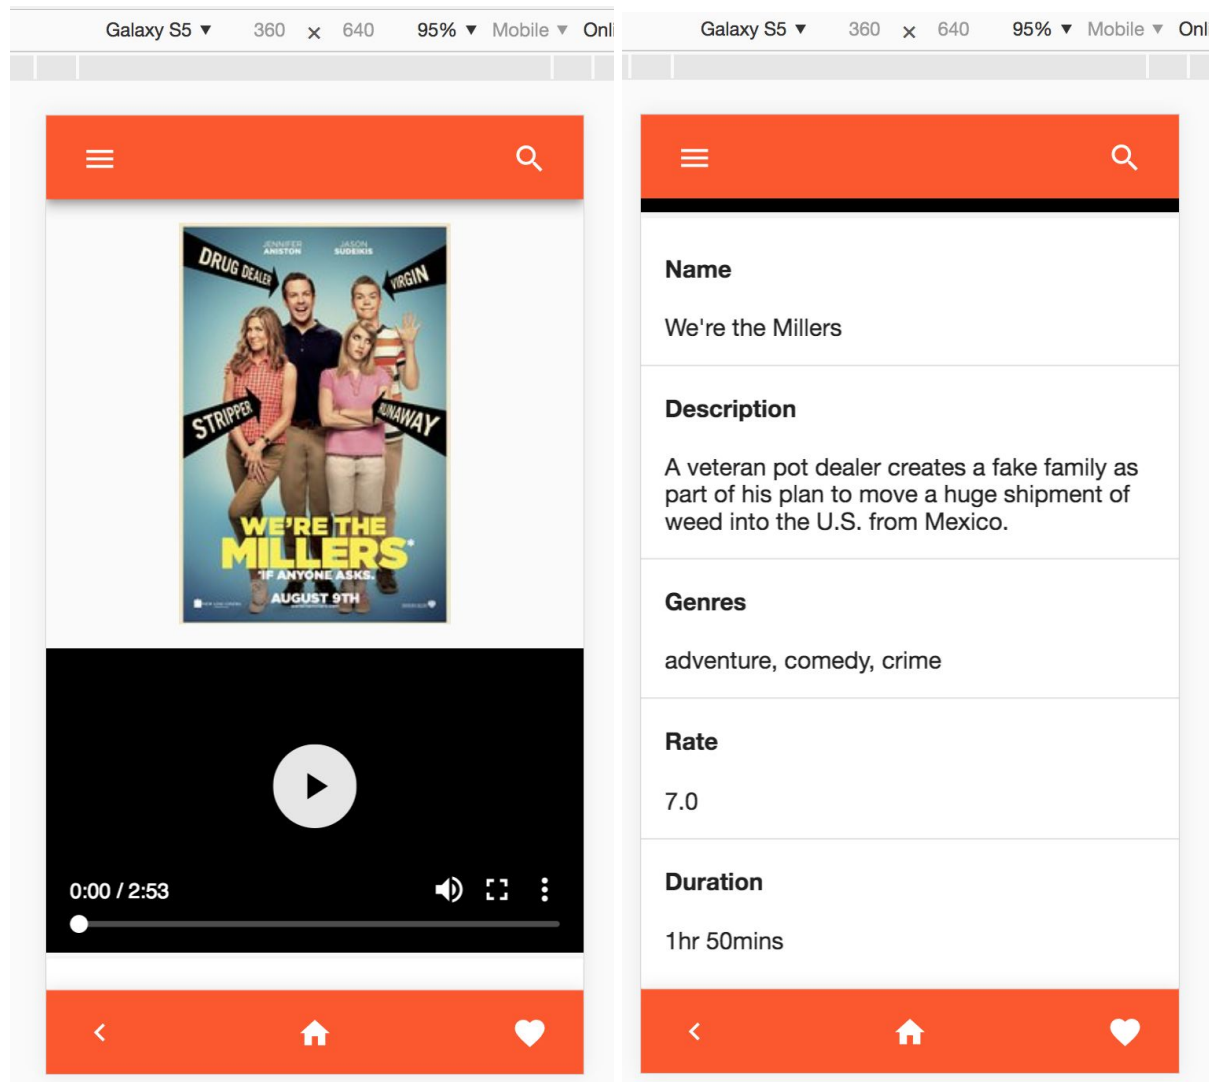 Galaxy S5 ▼ 360 × 640 95% ▼ Mobile ▼ Onli
JENNIFER ANISTON
JASON SUDEIKIS
DRUG DEALER
VIRGIN
STRIPPER
RUNAWAY
WE'RE THE
MILLERS*
*IF ANYONE ASKS.
AUGUST 9TH
0:00 / 2:53
Galaxy S5 ▼ 360 × 640 95% ▼ Mobile ▼ Onl
Name
We're the Millers
Description
A veteran pot dealer creates a fake family as
part of his plan to move a huge shipment of
weed into the U.S. from Mexico.
Genres
adventure, comedy, crime
Rate
7.0
Duration
1hr 50mins